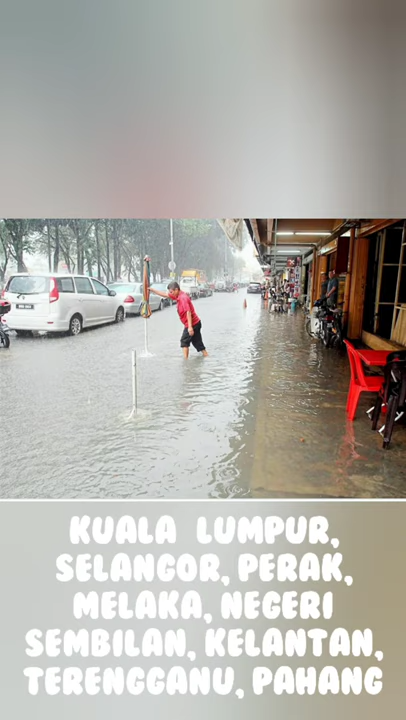 KUALA LUMPUR,
SELANGOR, PERAK,
MELAKA, NEGERI
SEMBILAN, KELANTAN,
TERENGGANU, PAHANG